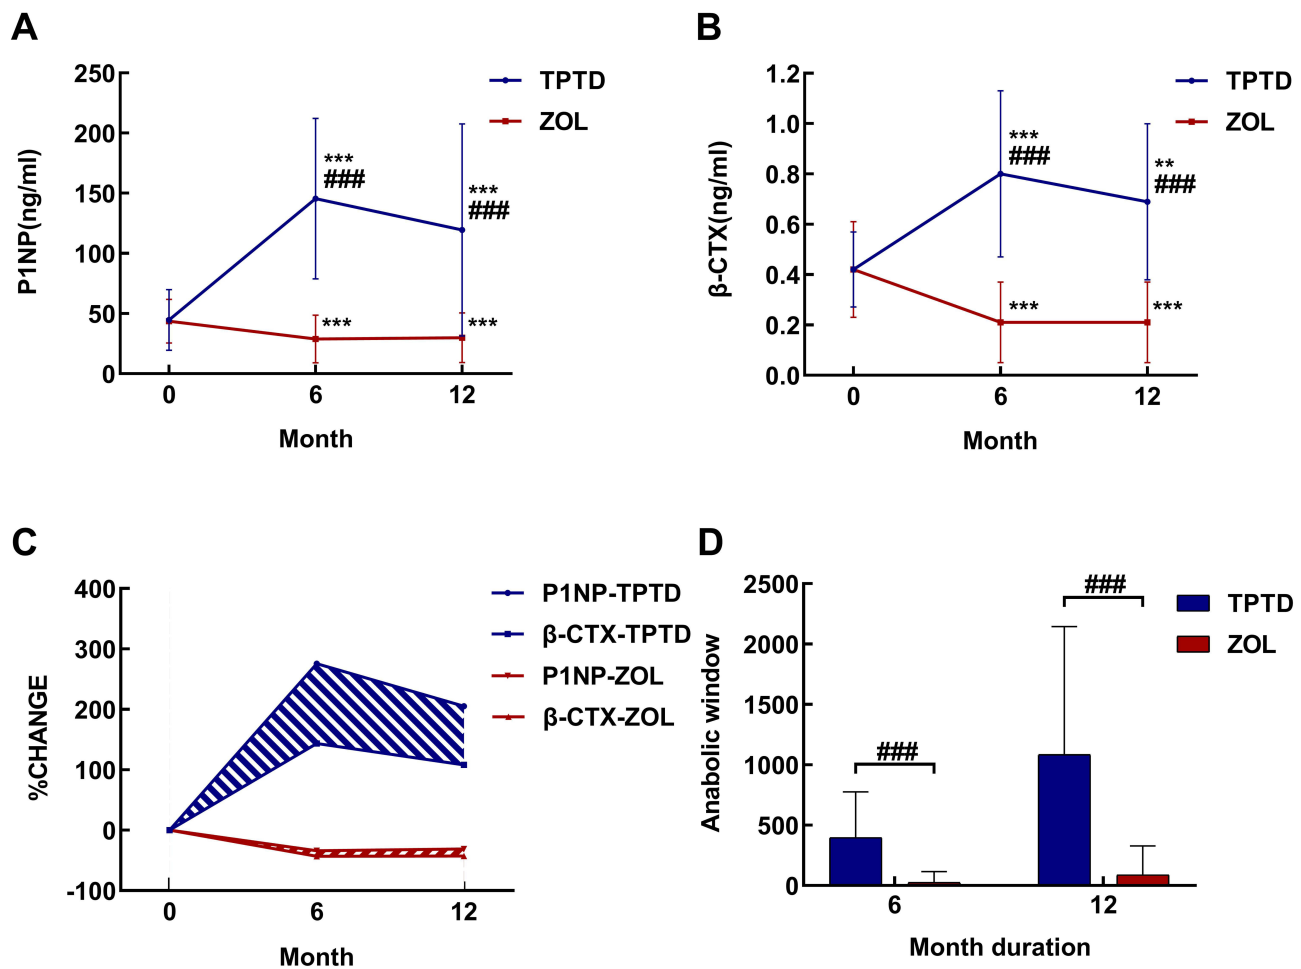 A
P1NP(ng/ml)
250
200
150
100
50
0
***
###
***
###
***
***
TPTD
ZOL
0
6
12
Month
B
β-CTX(ng/ml)
1.2
1.0
0.8
0.6
0.4
0.2
0.0
***
###
**
###
***
***
TPTD
ZOL
0
6
12
Month
C
%CHANGE
400
300
200
100
0
-100
P1NP-TPTD
β-CTX-TPTD
P1NP-ZOL
β-CTX-ZOL
0
6
12
Month
D
Anabolic window
2500
2000
1500
1000
500
0
###
###
TPTD
ZOL
6
12
Month duration